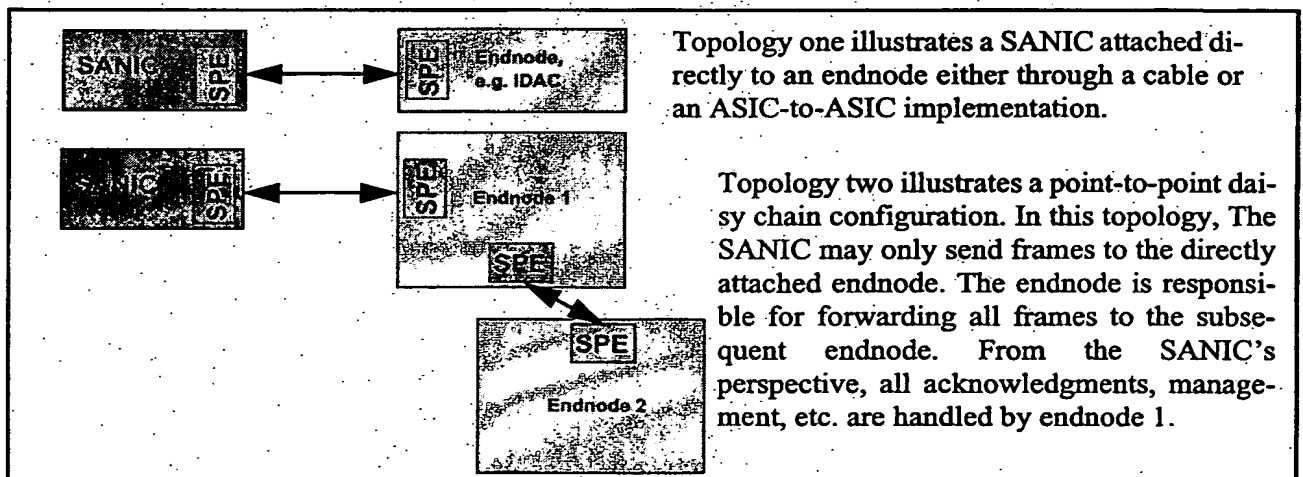 SANIC
SPE
SPE
Endnode,
e.g. iDAC
Topology one illustrates a SANIC attached di-
rectly to an endnode either through a cable or
an ASIC-to-ASIC implementation.
SANIC
SPE
SPE
Endnode 1
SPE
SPE
Endnode 2
Topology two illustrates a point-to-point dai-
sy chain configuration. In this topology, The
SANIC may only send frames to the directly
attached endnode. The endnode is responsi-
ble for forwarding all frames to the subse-
quent endnode. From the SANIC's
perspective, all acknowledgments, manage-
ment, etc. are handled by endnode 1.